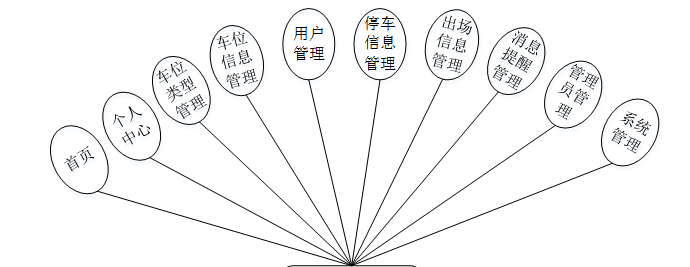 首页
个人
中心
车位
类型
管理
车位
信息
管理
用户
管理
停车
信息
管理
出场
信息
管理
消息
提醒
管理
管理
员管
理
系统
管理